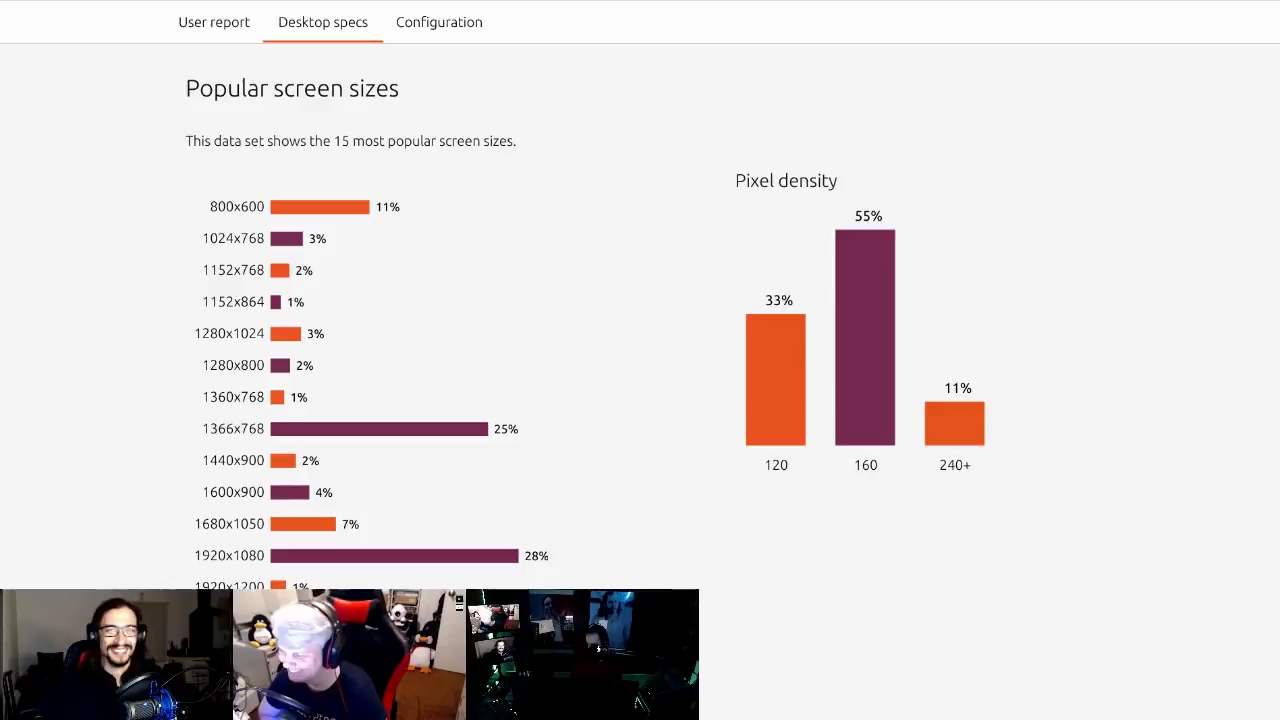 User report Desktop specs Configuration
Popular screen sizes
This data set shows the 15 most popular screen sizes.
Pixel density
800x600 11%
1024x768 3%
1152x768 2%
1152x864 1%
1280x1024 3%
1280x800 2%
1360x768 1%
1366x768 25%
1440x900 2%
1600x900 4%
1680x1050 7%
1920x1080 28%
1920x1200 1%
55%
33%
11%
120 160 240+